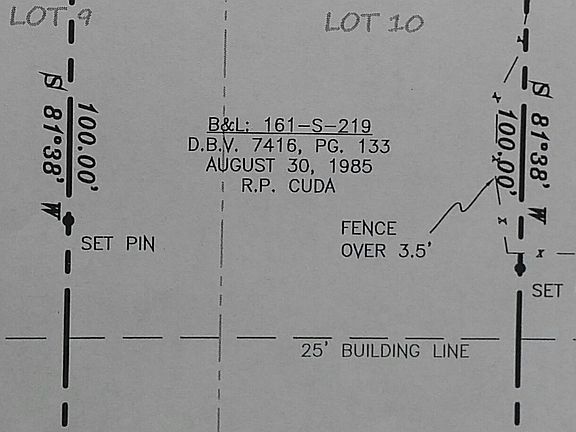 LOT 9
LOT 10
S 81°38' W
100.00'
B&L: 161-S-219
D.B.V. 7416, PG. 133
AUGUST 30, 1985
R.P. CUDA
S 81°38' W
100.00'
FENCE
OVER 3.5'
SET PIN
SET
25' BUILDING LINE